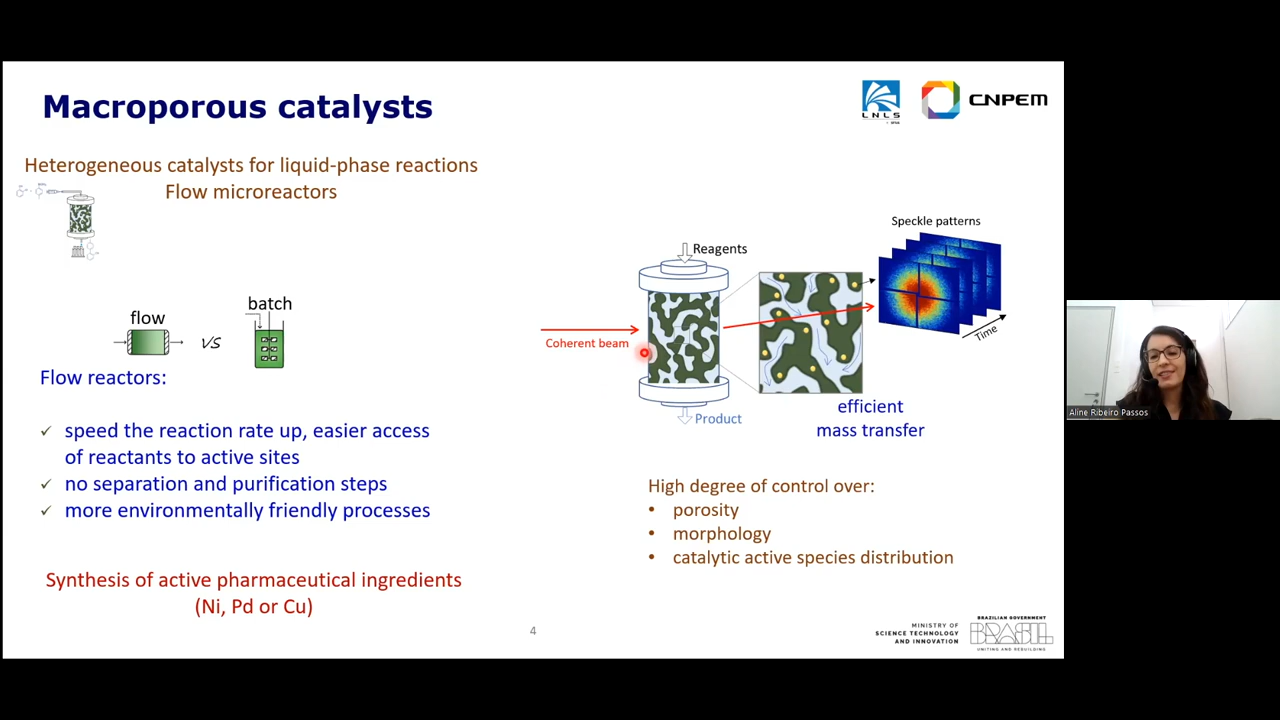 Macroporous catalysts
LNLS
CNPEM
Heterogeneous catalysts for liquid-phase reactions
Flow microreactors
flow
vs
batch
Flow reactors:
✓ speed the reaction rate up, easier access
of reactants to active sites
✓ no separation and purification steps
✓ more environmentally friendly processes
Synthesis of active pharmaceutical ingredients
(Ni, Pd or Cu)
Reagents
Coherent beam
Product
Speckle patterns
Time
efficient
mass transfer
High degree of control over:
• porosity
• morphology
• catalytic active species distribution
4
MINISTRY OF
SCIENCE TECHNOLOGY
AND INNOVATION
BRAZILIAN GOVERNMENT
BRASIL
UNITING AND REBUILDING
Aline Ribeiro Passos